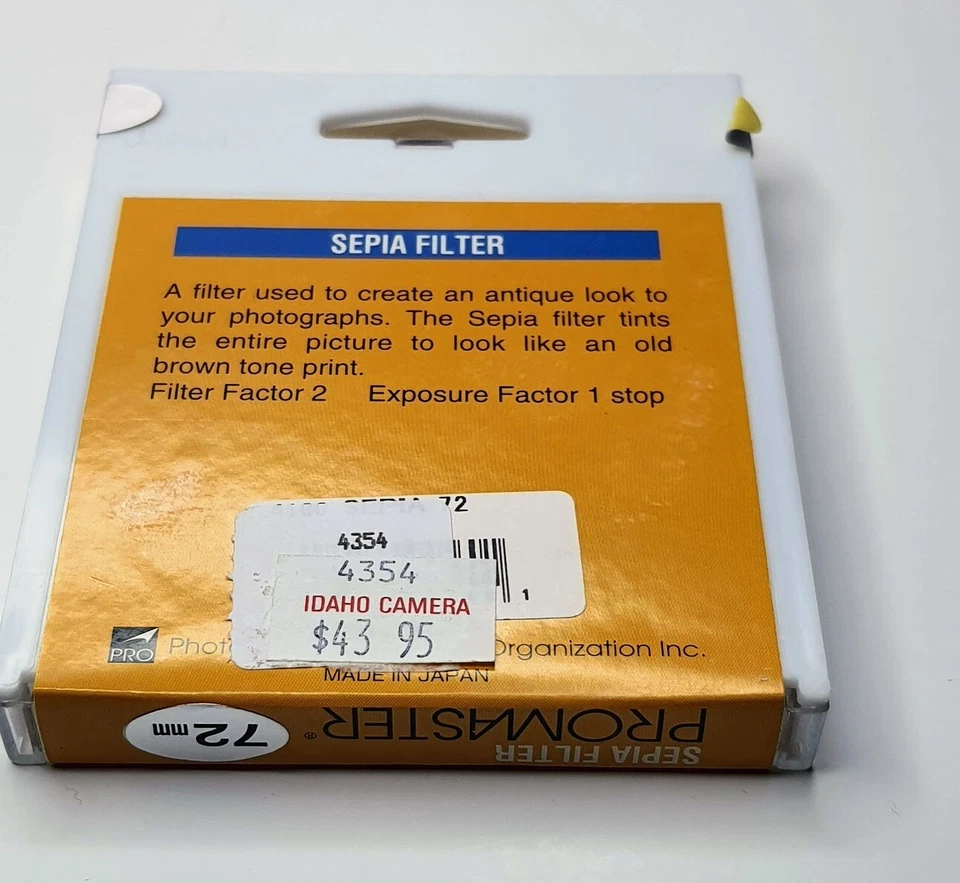 SEPIA FILTER
A filter used to create an antique look to
your photographs. The Sepia filter tints
the entire picture to look like an old
brown tone print.
Filter Factor 2 Exposure Factor 1 stop
SEPIA 72
4354
4354
1
IDAHO CAMERA
$43 95
PRO
Organization Inc.
MADE IN JAPAN
72mm PROMASTER®
SEPIA FILTER